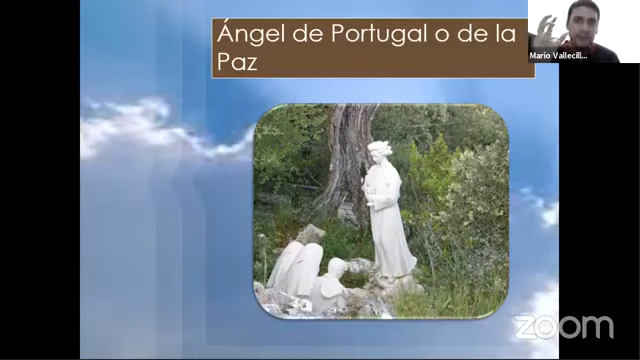 Ángel de Portugal o de la
Paz
Mario Vallecill...
zoom